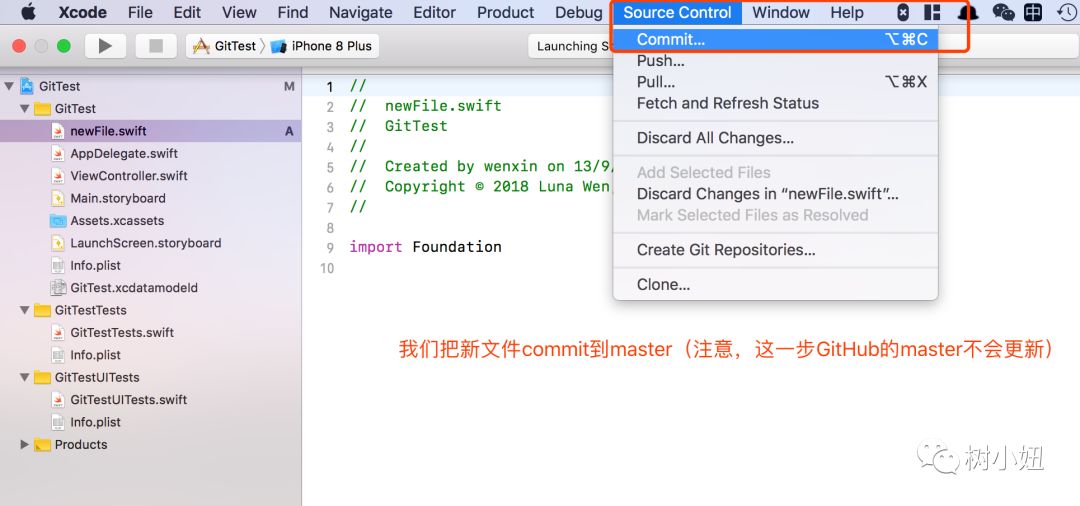 Xcode File Edit View Find Navigate Editor Product Debug Source Control Window Help
GitTest 〉 iPhone 8 Plus
Launching S
Commit... ⌥⌘C
Push...
Pull... ⌥⌘X
Fetch and Refresh Status
Discard All Changes...
Add Selected Files
Discard Changes in “newFile.swift”...
Mark Selected Files as Resolved
Create Git Repositories...
Clone...
GitTest M
GitTest
newFile.swift A
AppDelegate.swift
ViewController.swift
Main.storyboard
Assets.xcassets
LaunchScreen.storyboard
Info.plist
GitTest.xcdatamodeld
GitTestTests
GitTestTests.swift
Info.plist
GitTestUITests
GitTestUITests.swift
Info.plist
Products
1 //
2 // newFile.swift
3 // GitTest
4 //
5 // Created by wenxin on 13/9/
6 // Copyright © 2018 Luna Wen
7 //
8
9 import Foundation
10
我们把新文件commit到master（注意，这一步GitHub的master不会更新）
树小妞